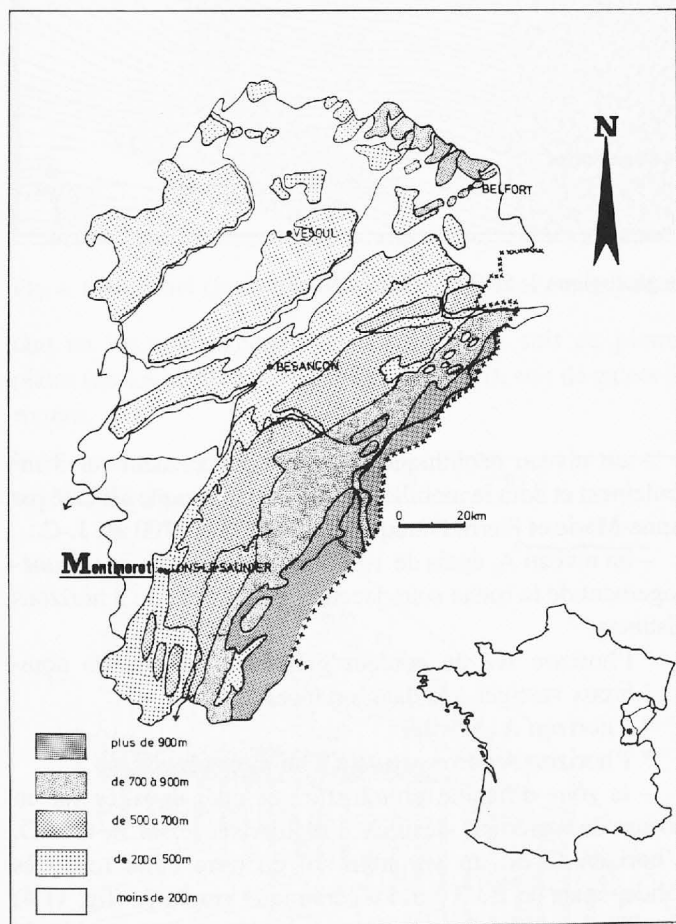 N
BELFORT
VESOUL
BESANÇON
0 20km
Montmorot LONS.LE.SAUNIER
plus de 900m
de 700 à 900m
de 500 a 700m
de 200 a 500m
moins de 200m